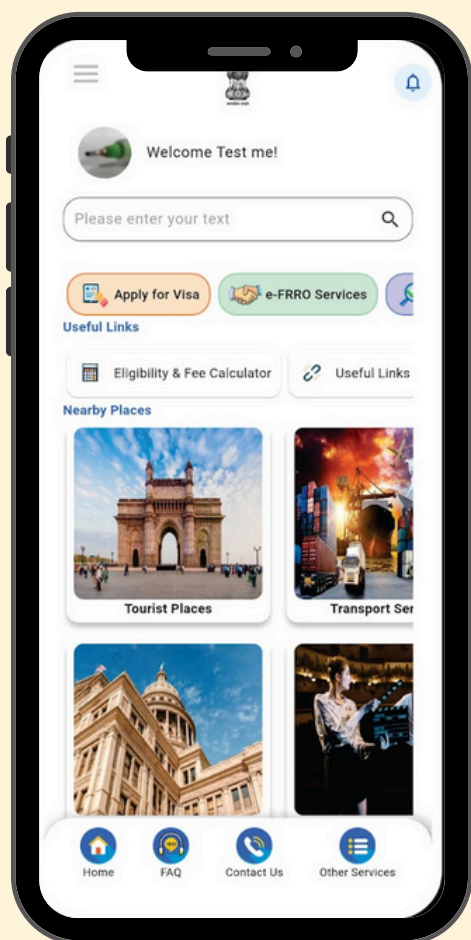 Welcome Test me!
Please enter your text
Apply for Visa
e-FRRO Services
Useful Links
Eligibility & Fee Calculator
Useful Links
Nearby Places
Tourist Places
Transport Ser
Home
FAQ
Contact Us
Other Services